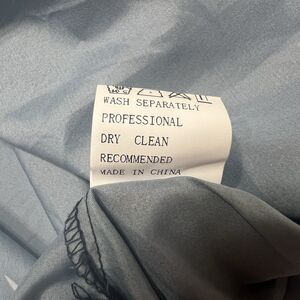 WASH SEPARATELY
PROFESSIONAL
DRY CLEAN
RECOMMENDED
MADE IN CHINA